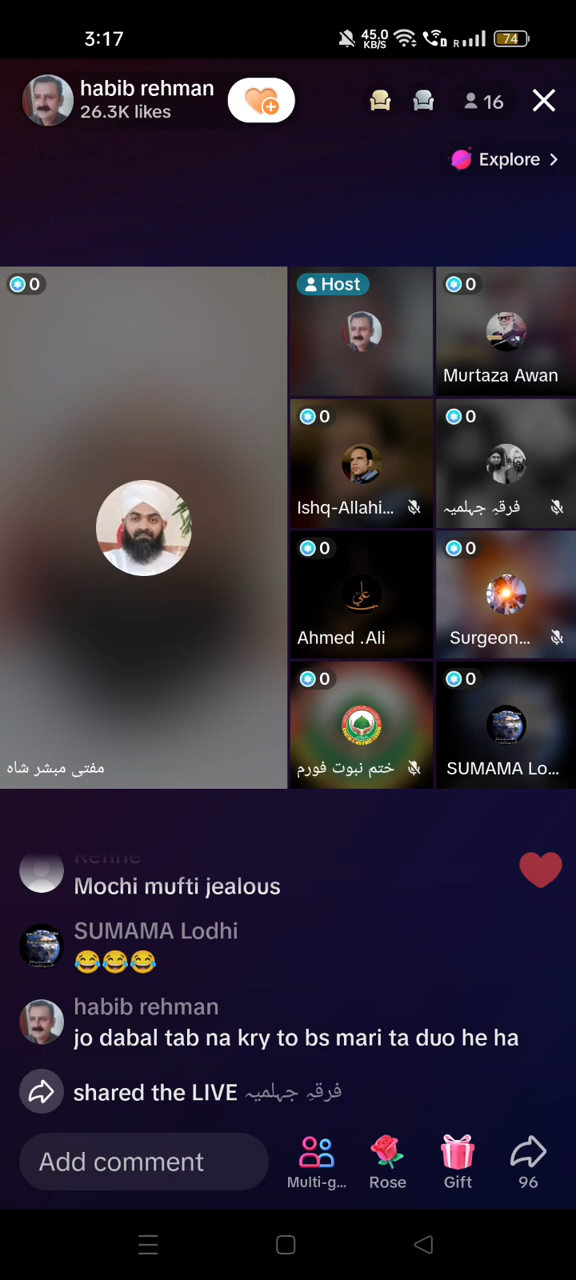 3:17
45.0
KB/S
R
74
habib rehman
26.3K likes
16
Explore
0
Host
0
Murtaza Awan
0
0
Ishq-Allahi...
فرقہِ جہلمیہ
0
0
Ahmed .Ali
Surgeon...
0
0
مفتی مبشر شاہ
ختم نبوت فورم
SUMAMA Lo...
Refine
Mochi mufti jealous
SUMAMA Lodhi
😂😂😂
habib rehman
jo dabal tab na kry to bs mari ta duo he ha
shared the LIVE فرقہِ جہلمیہ
Add comment
Multi-g...
Rose
Gift
96